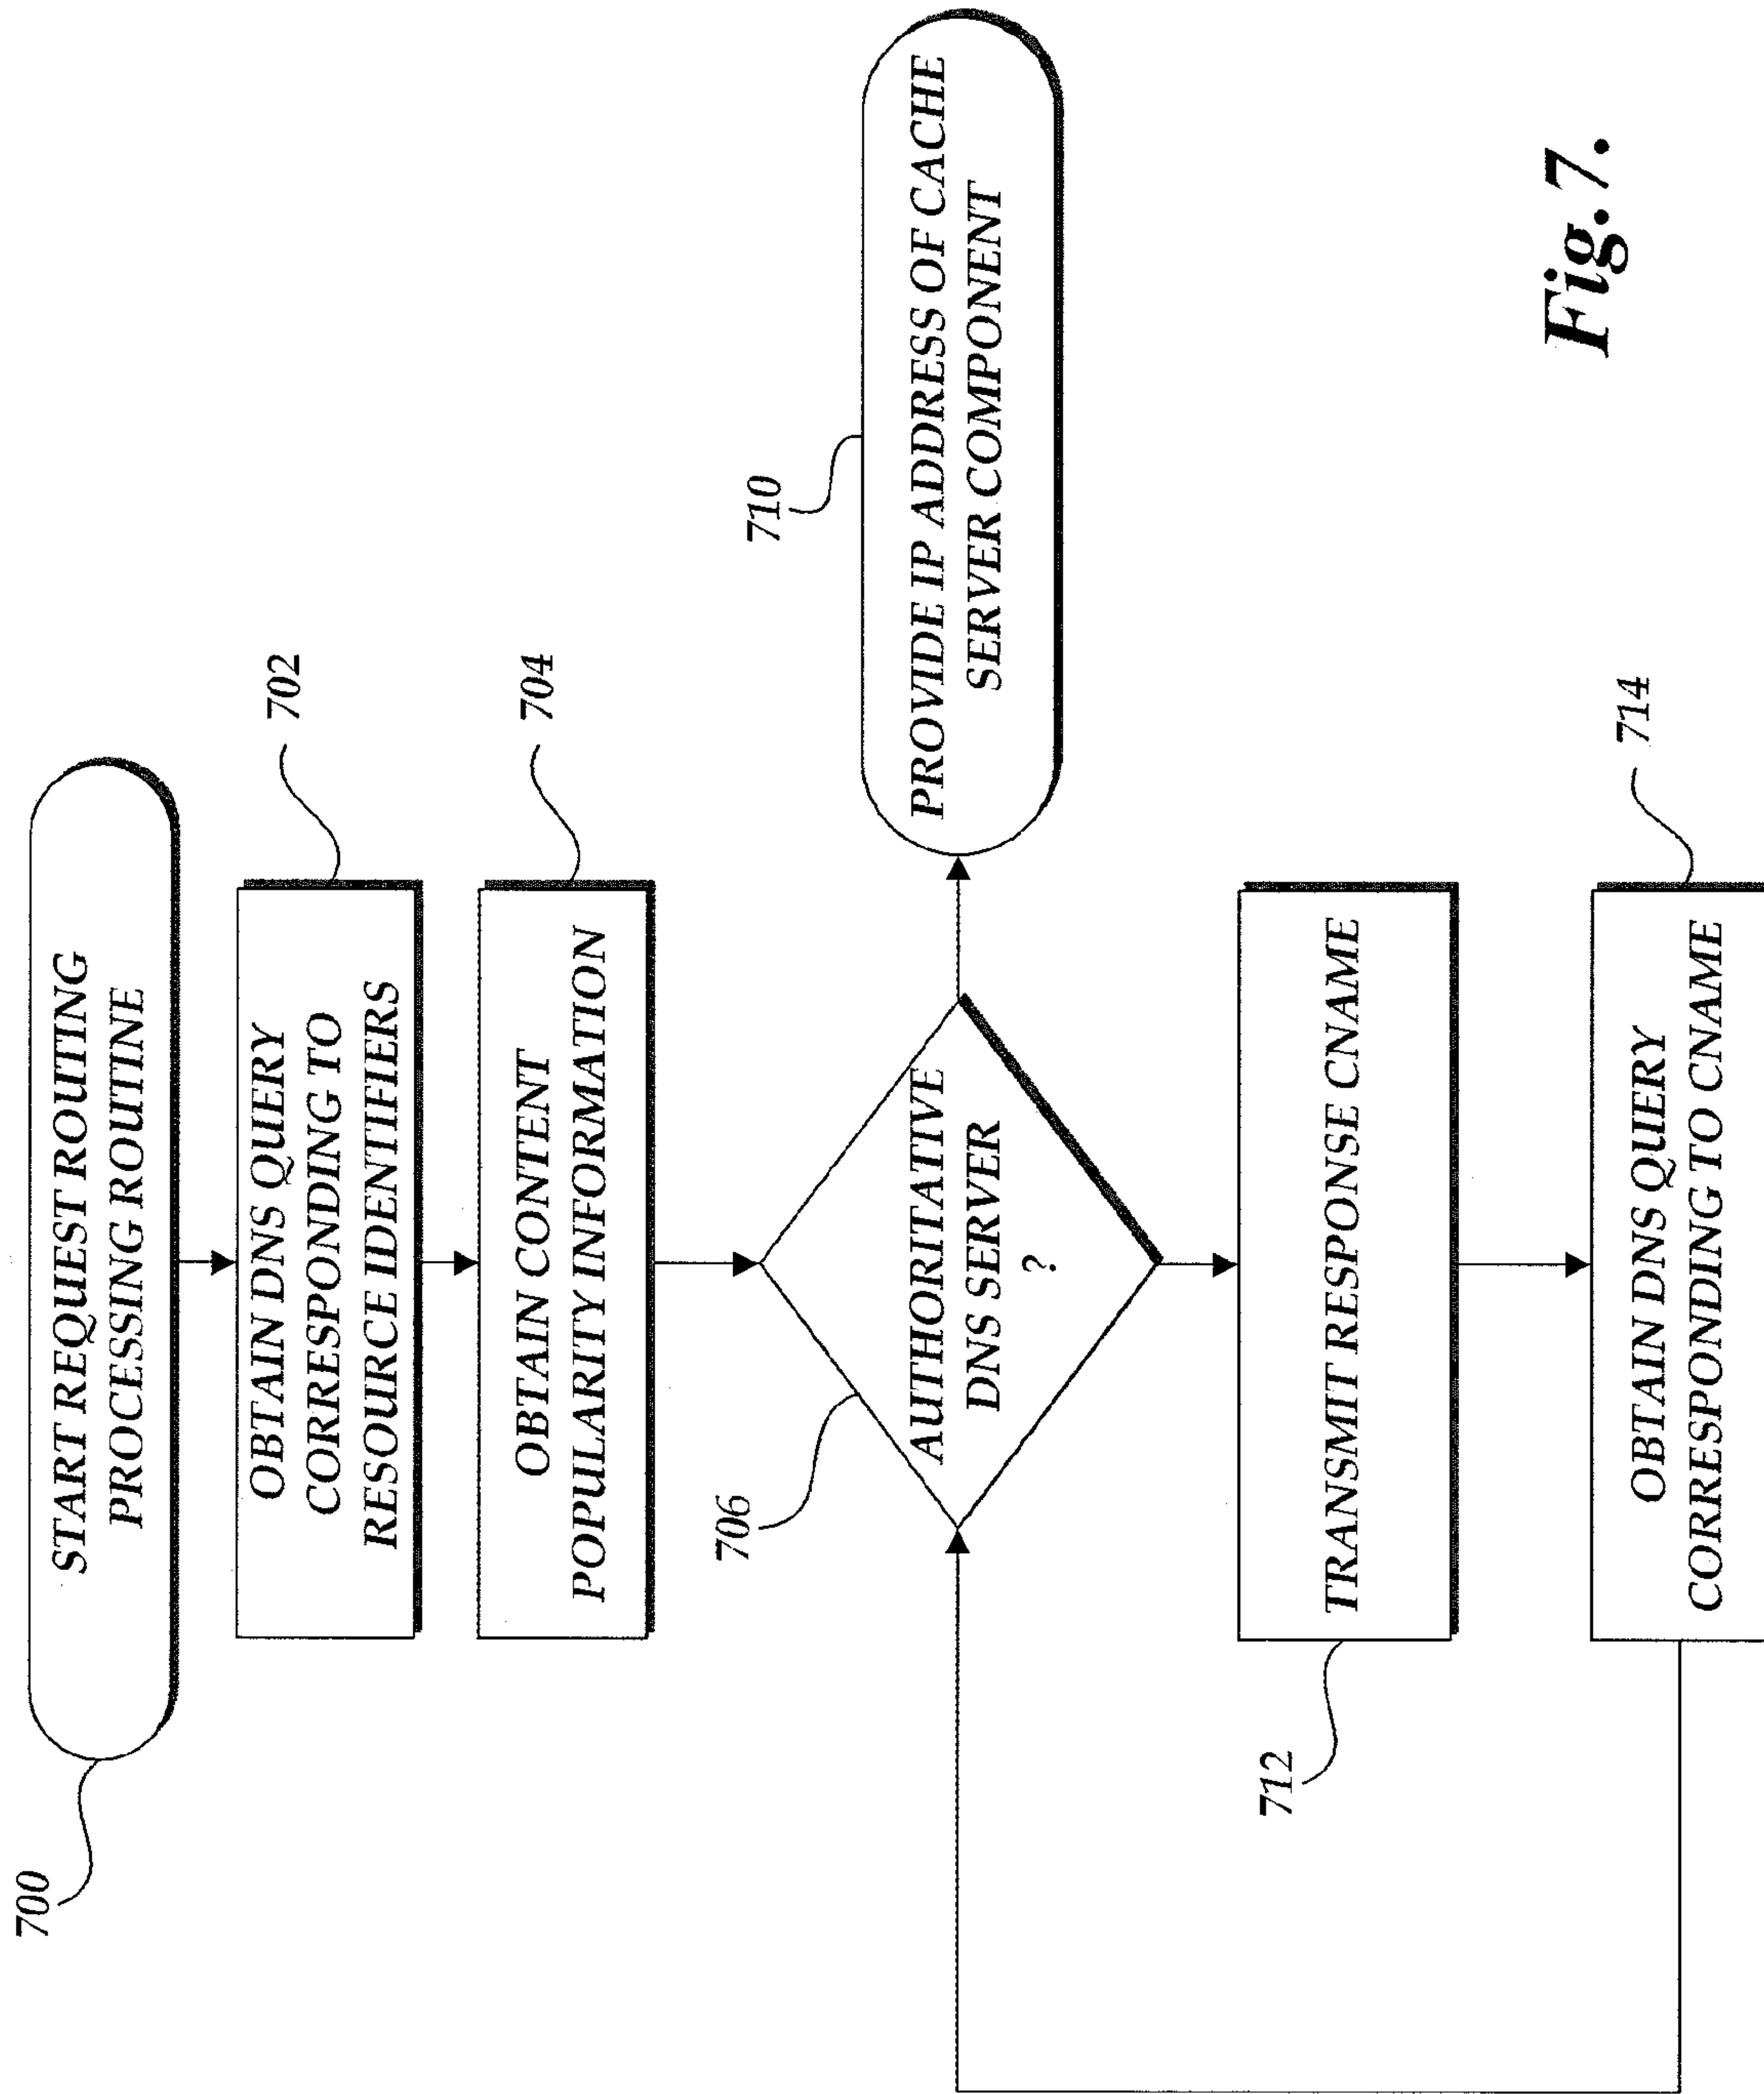 700
START REQUEST ROUTING
PROCESSING ROUTINE
702
OBTAIN DNS QUERY
CORRESPONDING TO
RESOURCE IDENTIFIERS
704
OBTAIN CONTENT
POPULARITY INFORMATION
706
AUTHORITATIVE
DNS SERVER
?
710
PROVIDE IP ADDRESS OF CACHE
SERVER COMPONENT
712
TRANSMIT RESPONSE CNAME
714
OBTAIN DNS QUERY
CORRESPONDING TO CNAME
Fig.7.